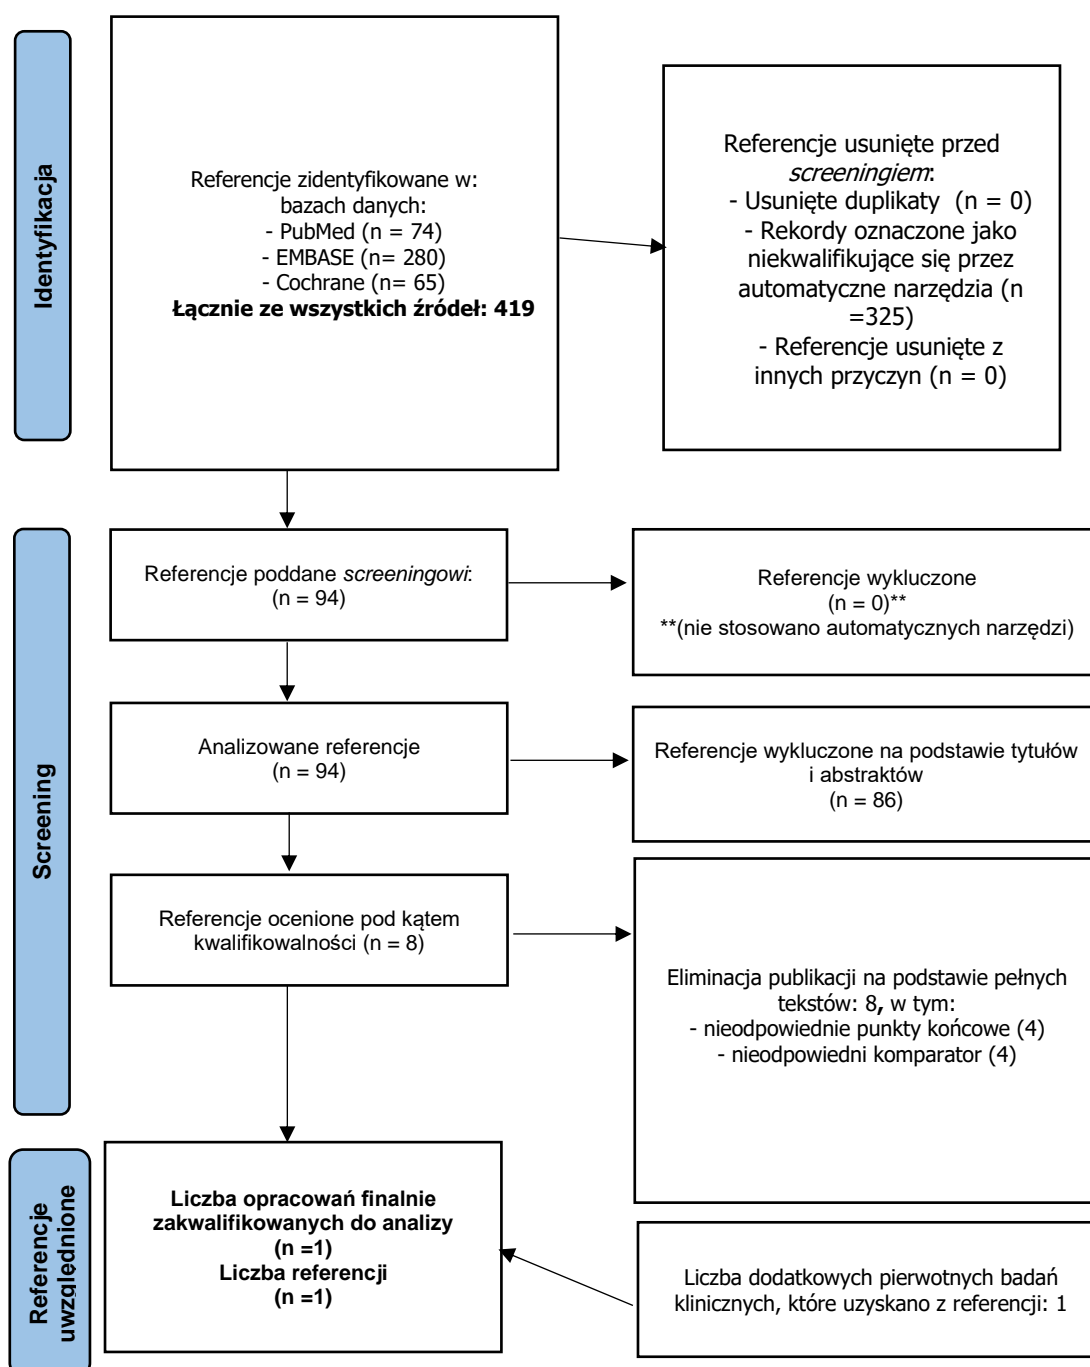 Identyfikacja
Referencje zidentyfikowane w:
bazach danych:
- PubMed (n = 74)
- EMBASE (n= 280)
- Cochrane (n= 65)
Łącznie ze wszystkich źródeł: 419
Referencje usunięte przed
screeningiem:
- Usunięte duplikaty (n = 0)
- Rekordy oznaczone jako
niekwalifikujące się przez
automatyczne narzędzia (n
=325)
- Referencje usunięte z
innych przyczyn (n = 0)
Screening
Referencje poddane screeningowi:
(n = 94)
Referencje wykluczone
(n = 0)**
**(nie stosowano automatycznych narzędzi)
Analizowane referencje
(n = 94)
Referencje wykluczone na podstawie tytułów
i abstraktów
(n = 86)
Referencje ocenione pod kątem
kwalifikowalności (n = 8)
Eliminacja publikacji na podstawie pełnych
tekstów: 8, w tym:
- nieodpowiednie punkty końcowe (4)
- nieodpowiedni komparator (4)
Referencje
uwzględnione
Liczba opracowań finalnie
zakwalifikowanych do analizy
(n =1)
Liczba referencji
(n =1)
Liczba dodatkowych pierwotnych badań
klinicznych, które uzyskano z referencji: 1